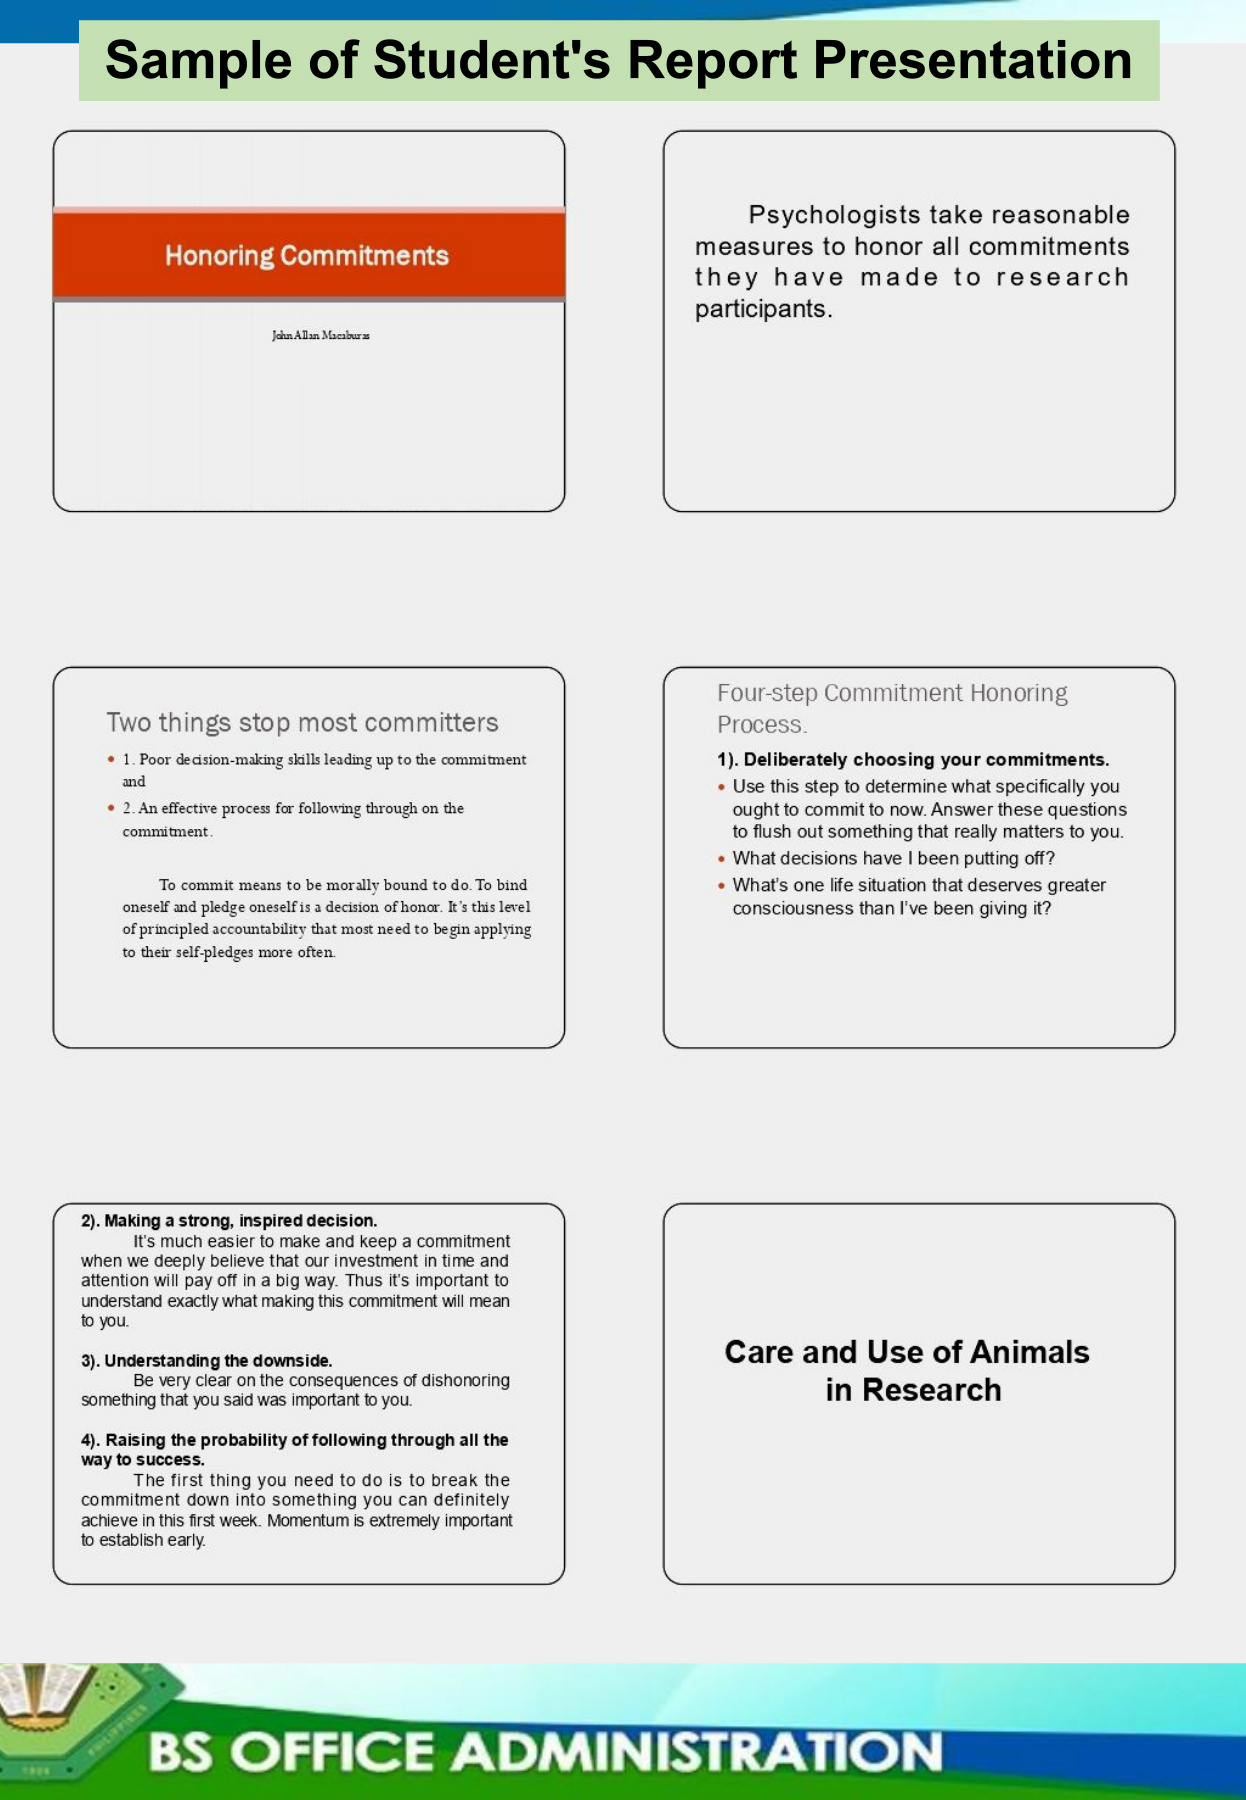 Sample of Student's Report Presentation
Honoring Commitments
John Allan Macaburas
Psychologists take reasonable
measures to honor all commitments
they have made to research
participants.
Two things stop most committers
• 1. Poor decision-making skills leading up to the commitment
and
• 2. An effective process for following through on the
commitment.
To commit means to be morally bound to do. To bind
oneself and pledge oneself is a decision of honor. It's this level
of principled accountability that most need to begin applying
to their self-pledges more often.
Four-step Commitment Honoring
Process.
1). Deliberately choosing your commitments.
• Use this step to determine what specifically you
ought to commit to now. Answer these questions
to flush out something that really matters to you.
• What decisions have I been putting off?
• What's one life situation that deserves greater
consciousness than I've been giving it?
2). Making a strong, inspired decision.
It's much easier to make and keep a commitment
when we deeply believe that our investment in time and
attention will pay off in a big way. Thus it's important to
understand exactly what making this commitment will mean
to you.
3). Understanding the downside.
Be very clear on the consequences of dishonoring
something that you said was important to you.
4). Raising the probability of following through all the
way to success.
The first thing you need to do is to break the
commitment down into something you can definitely
achieve in this first week. Momentum is extremely important
to establish early.
Care and Use of Animals
in Research
PHILIPPINES
1904
BS OFFICE ADMINISTRATION